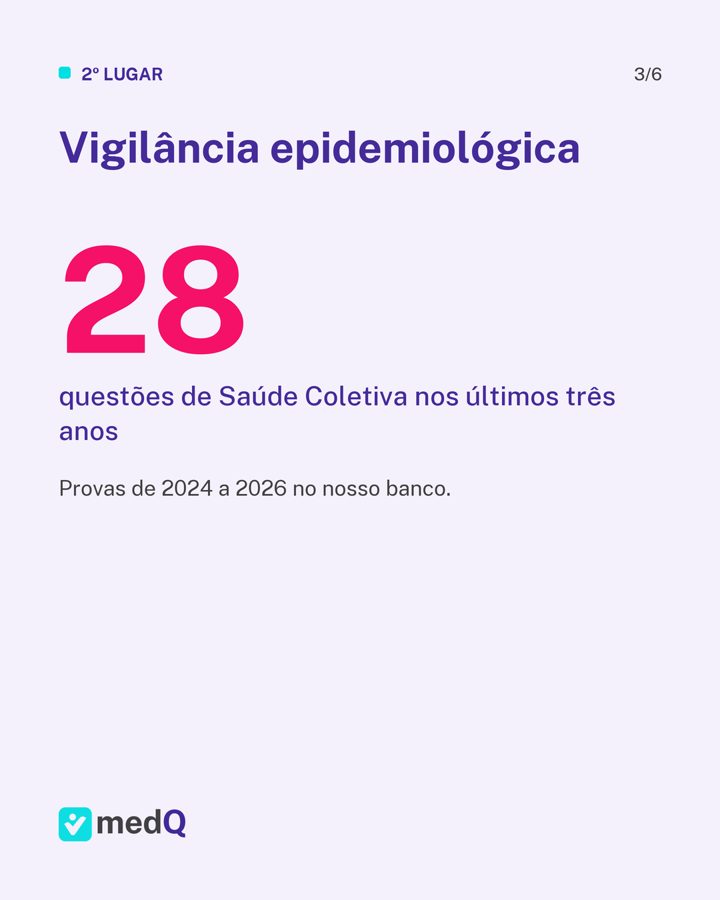 2º LUGAR
3/6
Vigilância epidemiológica
28
questões de Saúde Coletiva nos últimos três
anos
Provas de 2024 a 2026 no nosso banco.
medQ